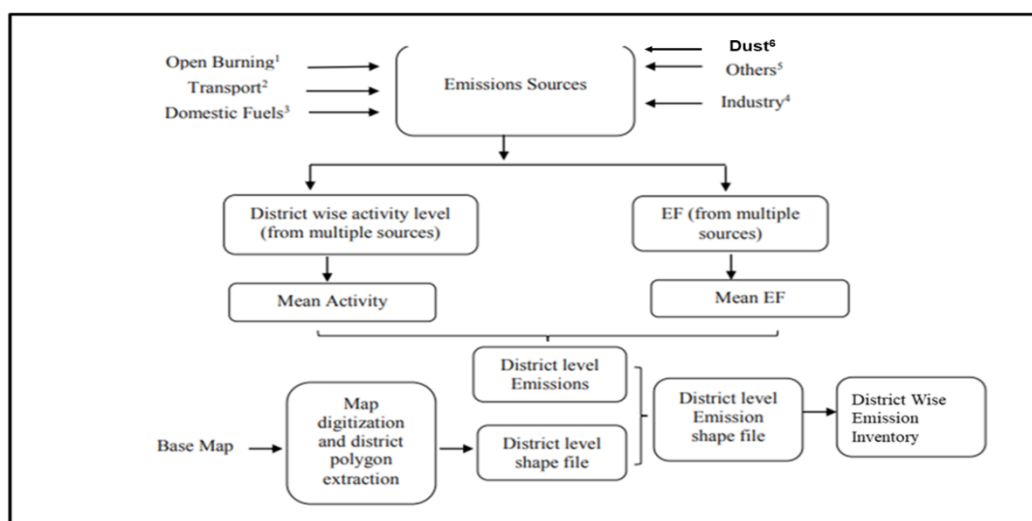 Open Burning¹
Transport²
Domestic Fuels³
Emissions Sources
Dust⁶
Others⁵
Industry⁴
District wise activity level
(from multiple sources)
EF (from multiple
sources)
Mean Activity
Mean EF
District level
Emissions
Base Map
Map
digitization
and district
polygon
extraction
District level
shape file
District level
Emission
shape file
District Wise
Emission
Inventory